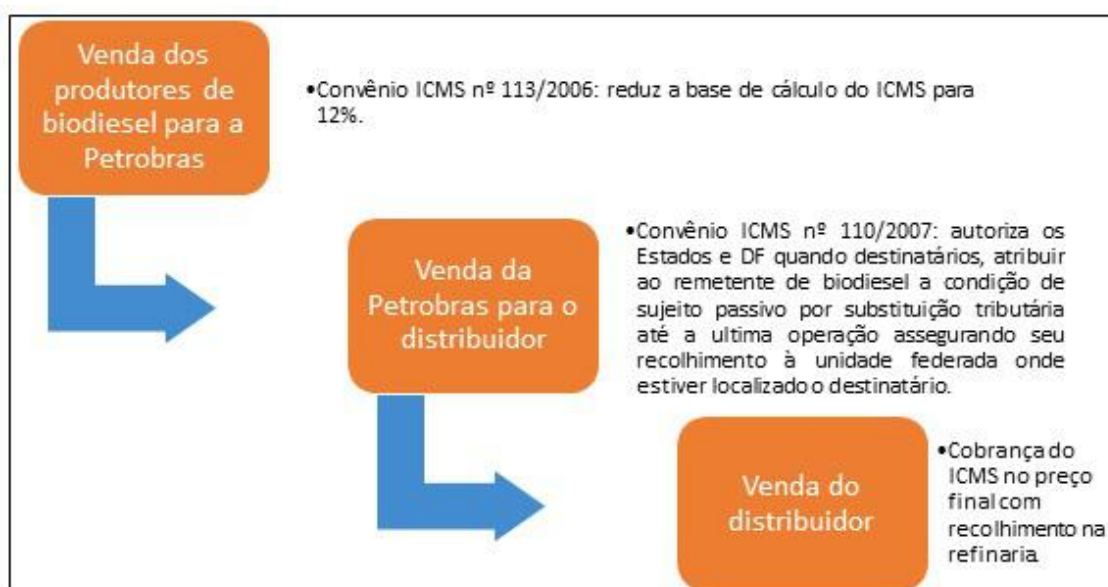 Venda dos
produtores de
biodiesel para a
Petrobras
•Convênio ICMS nº 113/2006: reduz a base de cálculo do ICMS para
12%.
Venda da
Petrobras para o
distribuidor
•Convênio ICMS nº 110/2007: autoriza os
Estados e DF quando destinatários, atribuir
ao remetente de biodiesel a condição de
sujeito passivo por substituição tributária
até a ultima operação assegurando seu
recolhimento à unidade federada onde
estiver localizado o destinatário.
Venda do
distribuidor
•Cobrança do
ICMS no preço
final com
recolhimento na
refinaria.